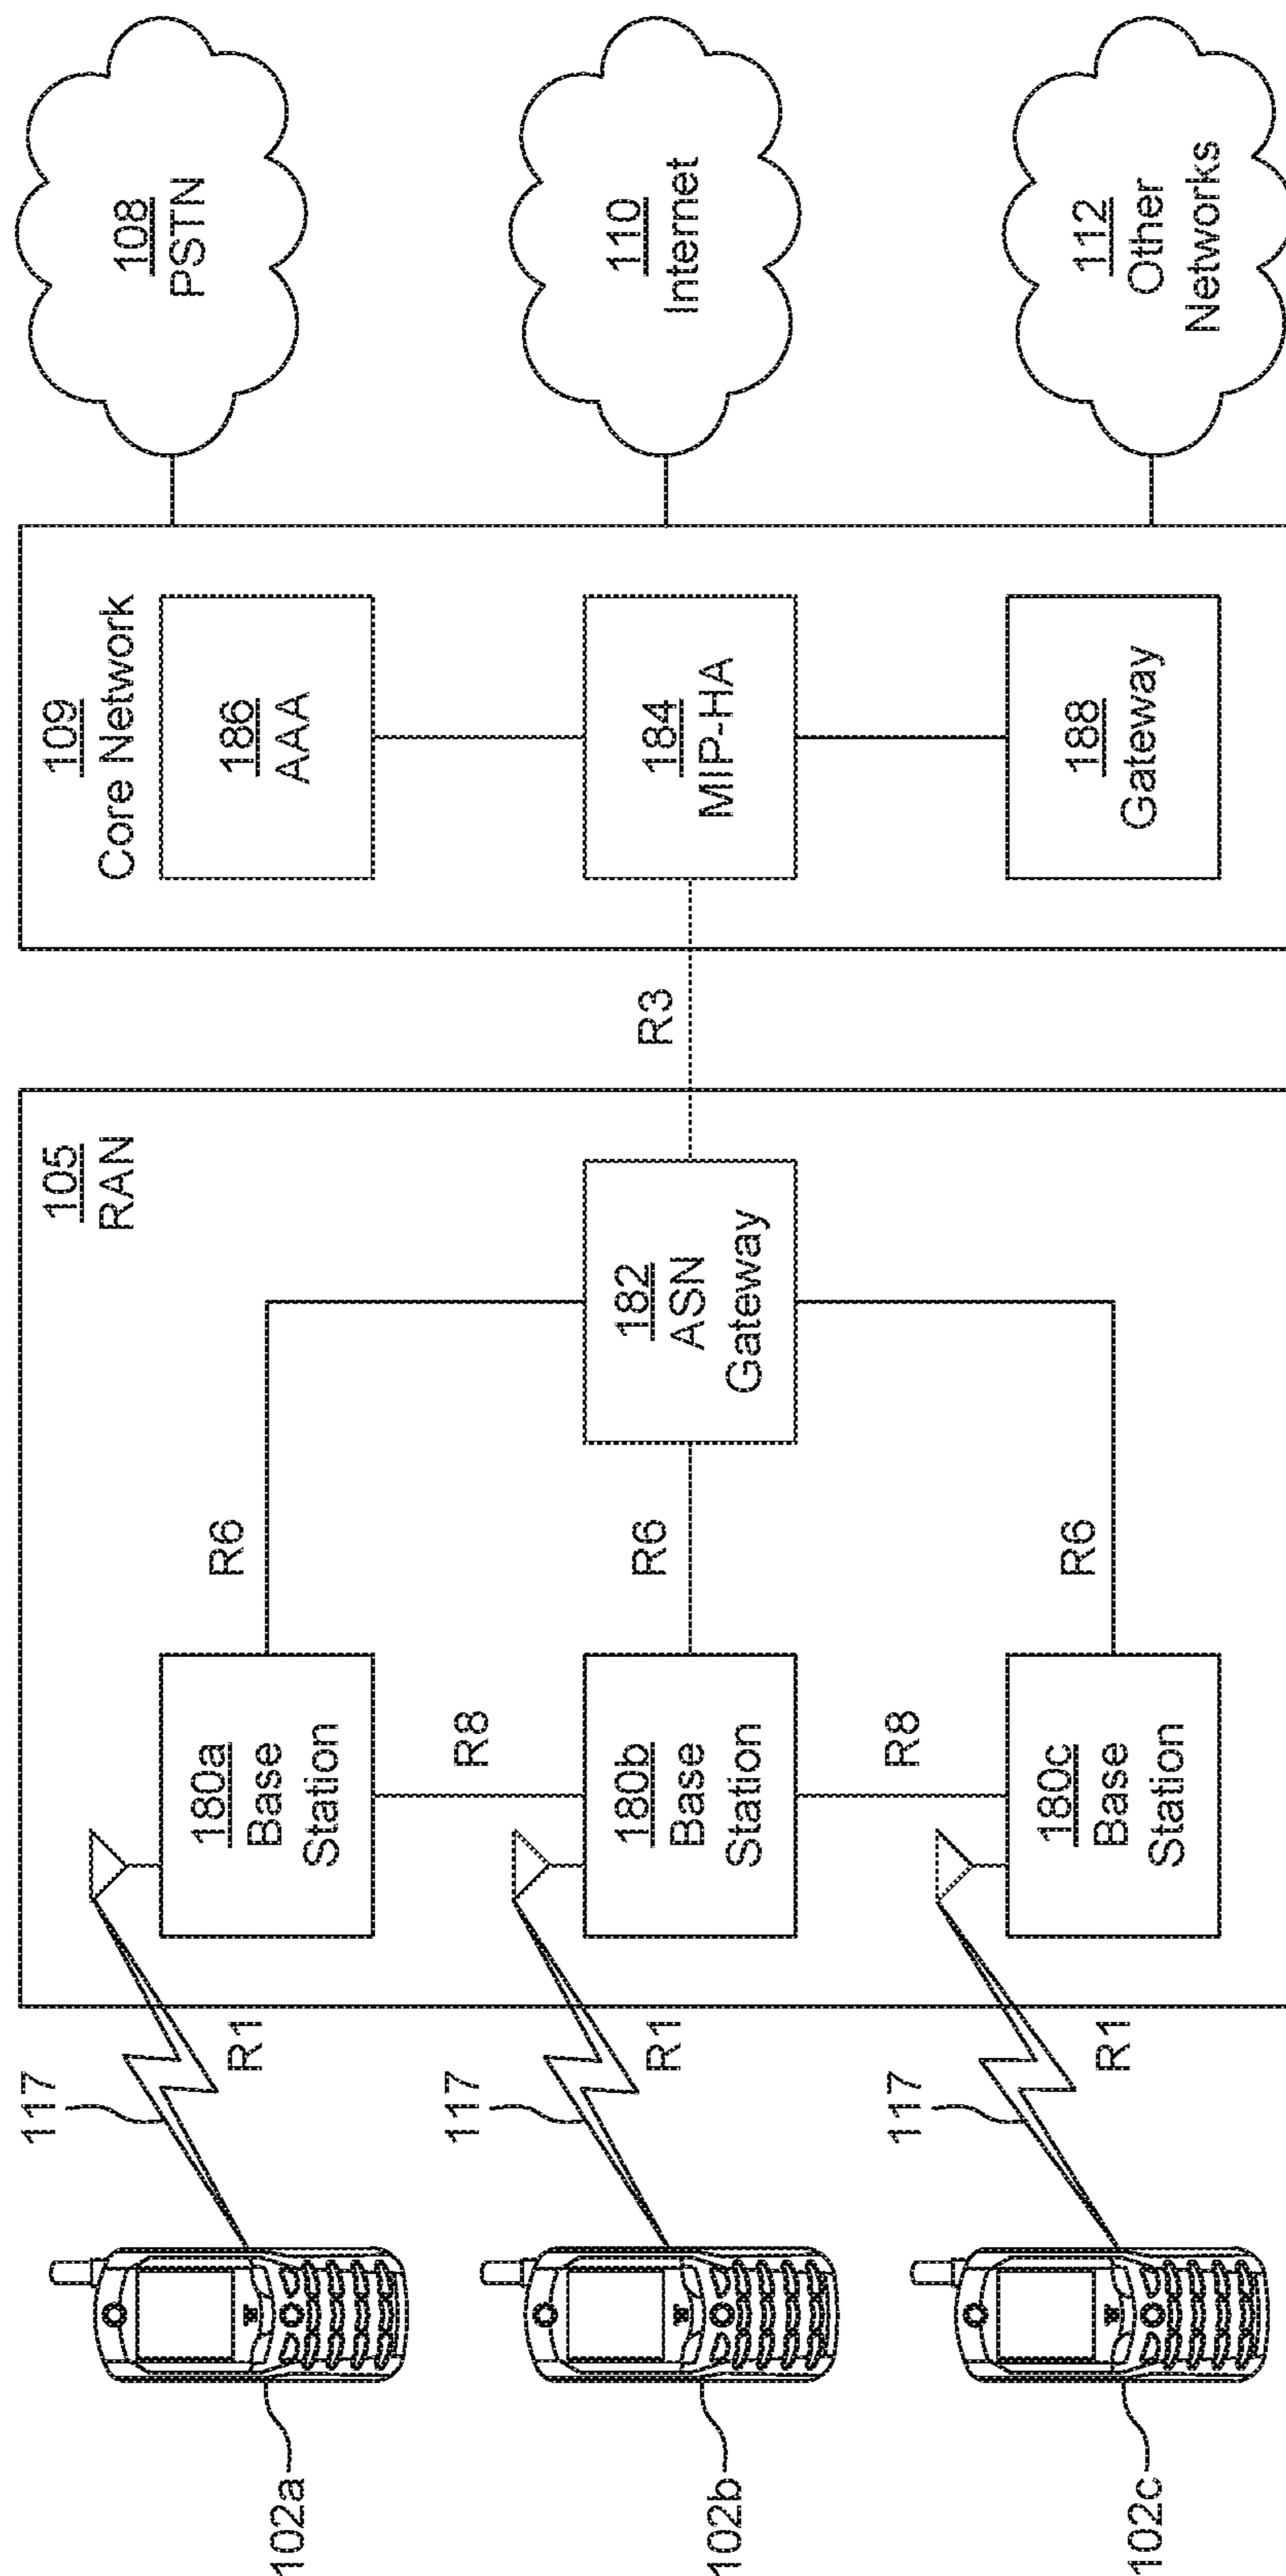 102a
102b
102c
117
R1
117
R1
117
R1
105
RAN
180a
Base
Station
R8
180b
Base
Station
R8
180c
Base
Station
R6
R6
R6
182
ASN
Gateway
R3
109
Core Network
186
AAA
184
MIP-HA
188
Gateway
108
PSTN
110
Internet
112
Other
Networks